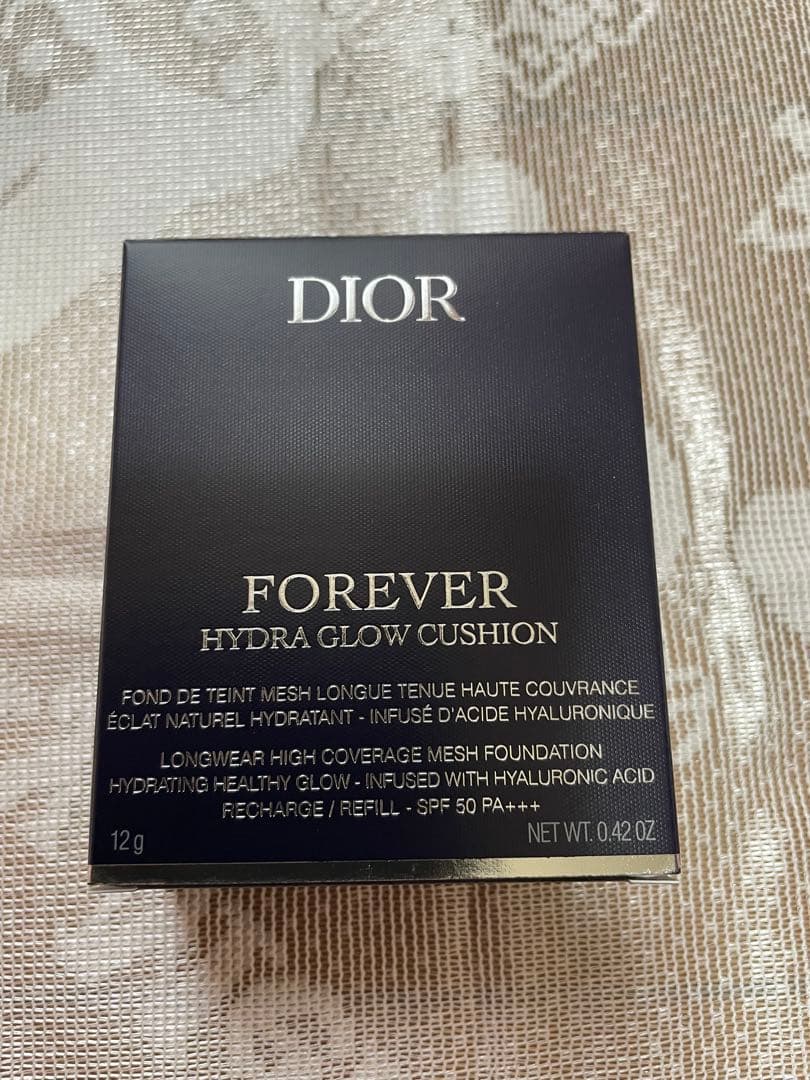 DIOR
FOREVER
HYDRA GLOW CUSHION
FOND DE TEINT MESH LONGUE TENUE HAUTE COUVRANCE
ÉCLAT NATUREL HYDRATANT - INFUSÉ D'ACIDE HYALURONIQUE
LONGWEAR HIGH COVERAGE MESH FOUNDATION
HYDRATING HEALTHY GLOW - INFUSED WITH HYALURONIC ACID
RECHARGE / REFILL - SPF 50 PA+++
12 g NET WT. 0.42 OZ